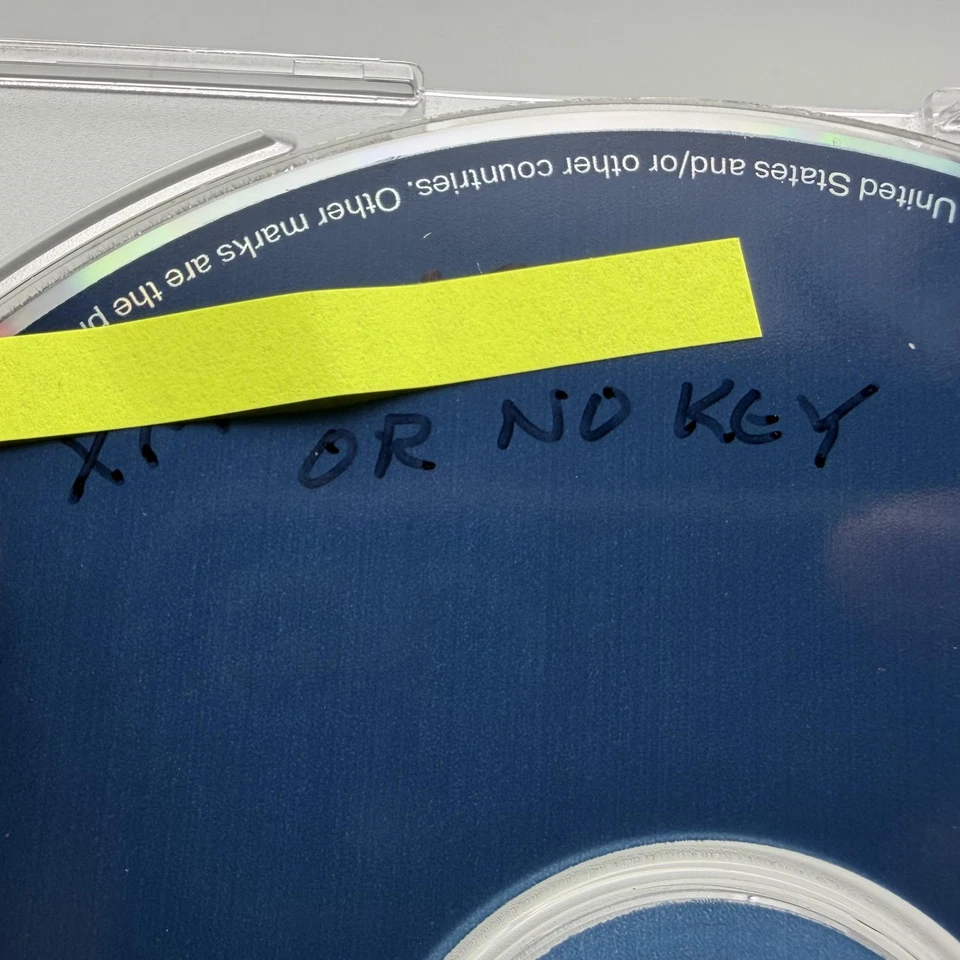 United States and/or other countries. Other marks are the
OR NO KEY